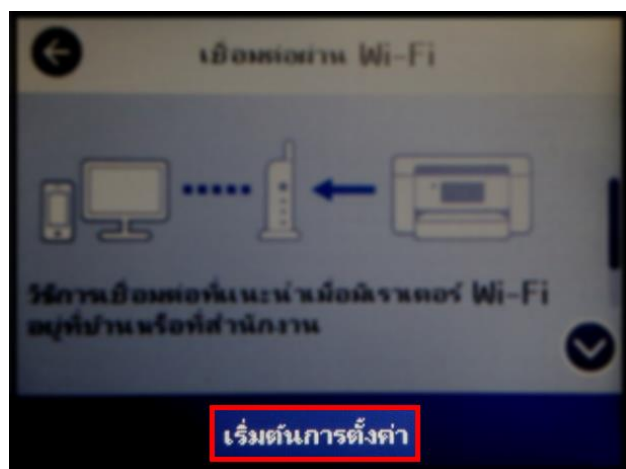 เชื่อมต่อผ่าน Wi-Fi
วิธีการเชื่อมต่อที่แนะนำเมื่อมีเราเตอร์ Wi-Fi
อยู่ที่บ้านหรือที่สำนักงาน
เริ่มต้นการตั้งค่า